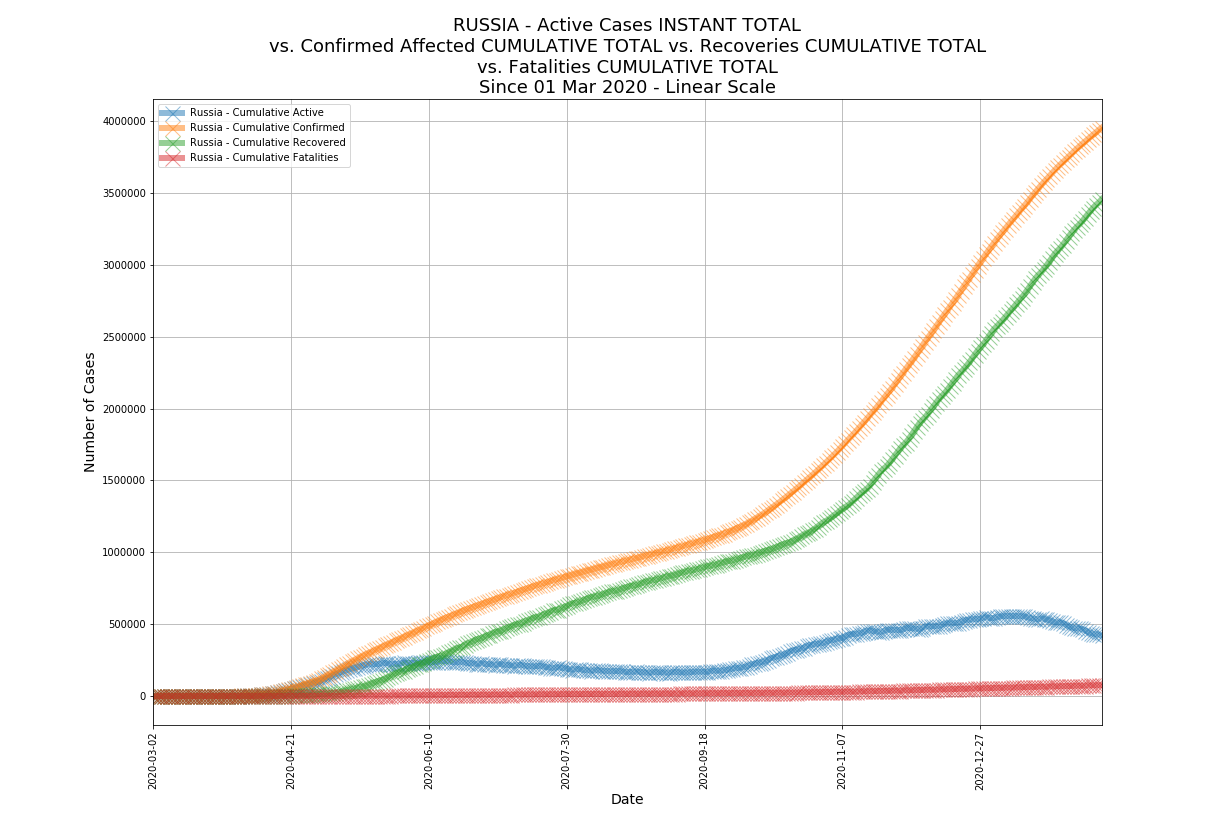 RUSSIA - Active Cases INSTANT TOTAL
vs. Confirmed Affected CUMULATIVE TOTAL vs. Recoveries CUMULATIVE TOTAL
vs. Fatalities CUMULATIVE TOTAL
Since 01 Mar 2020 - Linear Scale
Russia - Cumulative Active
Russia - Cumulative Confirmed
Russia - Cumulative Recovered
Russia - Cumulative Fatalities
Number of Cases
4000000
3500000
3000000
2500000
2000000
1500000
1000000
500000
0
2020-03-02
2020-04-21
2020-06-10
2020-07-30
2020-09-18
2020-11-07
2020-12-27
Date